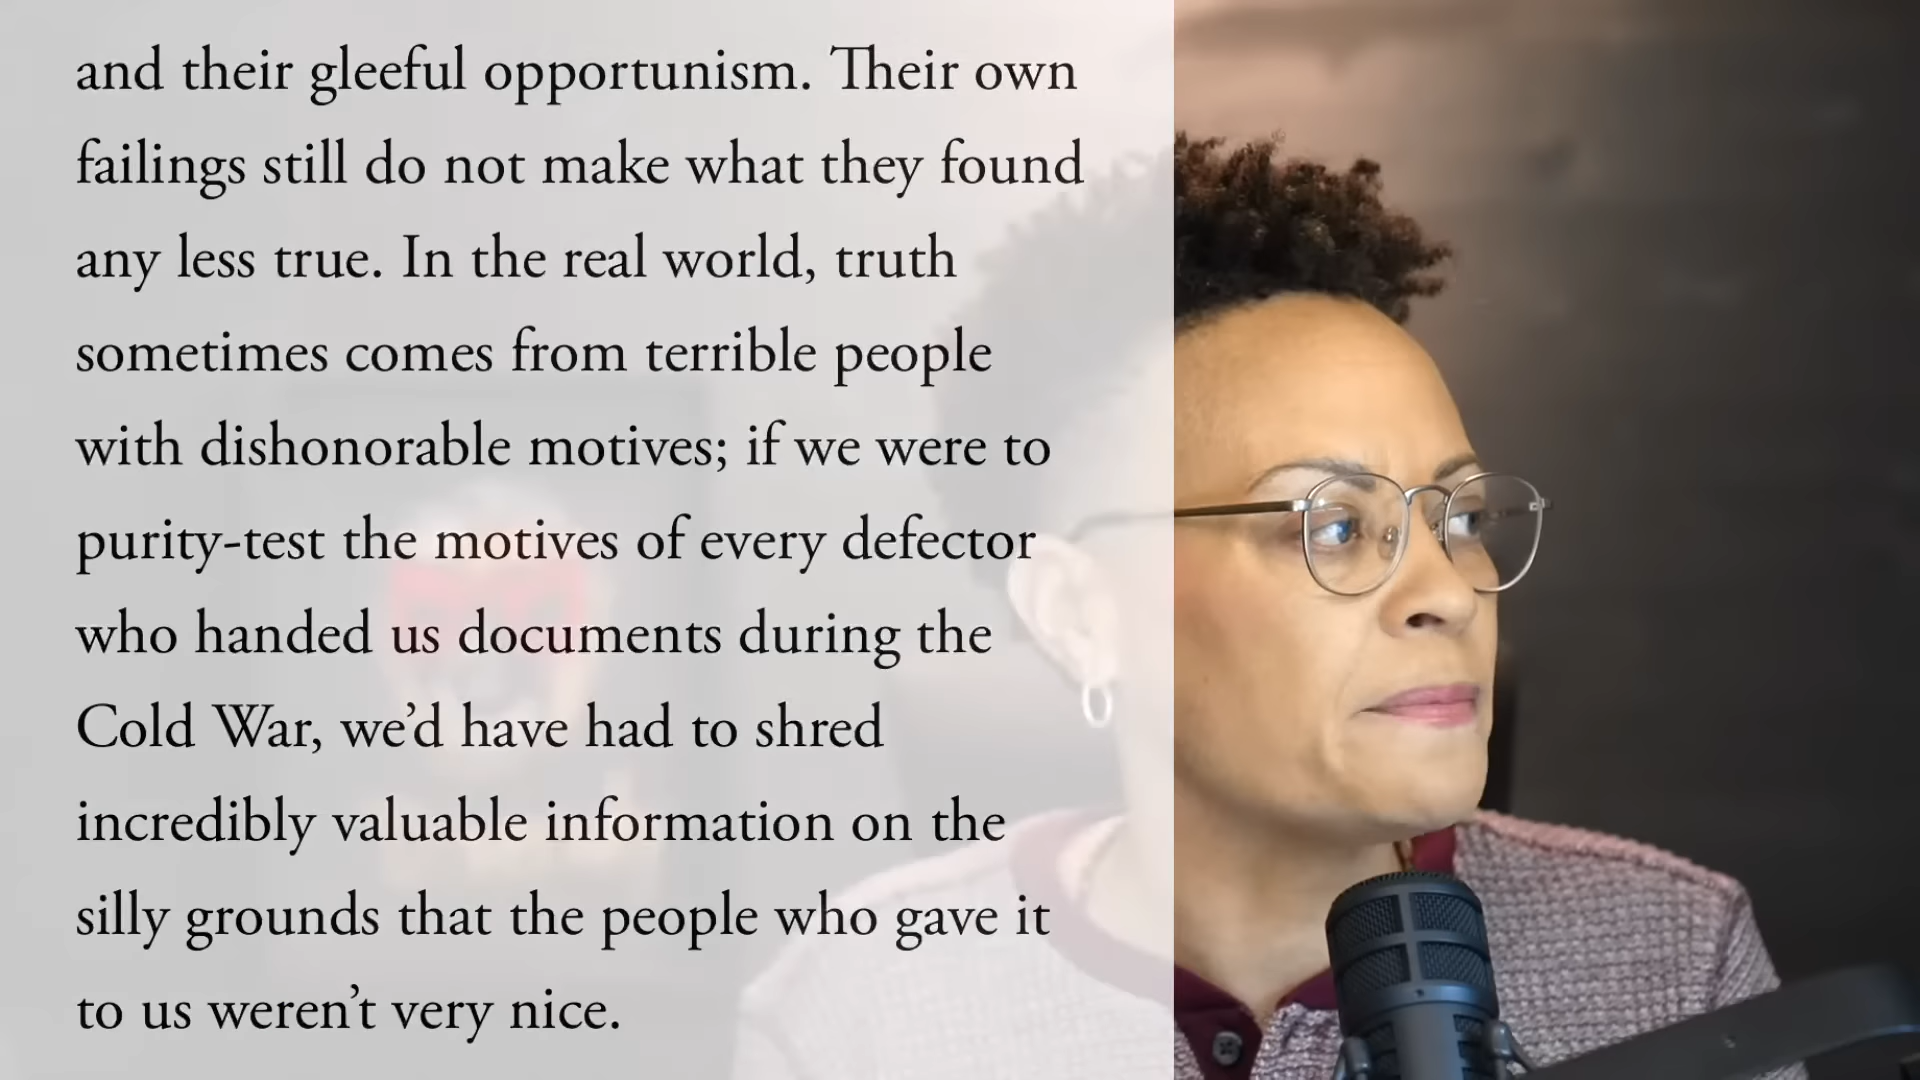 and their gleeful opportunism. Their own
failings still do not make what they found
any less true. In the real world, truth
sometimes comes from terrible people
with dishonorable motives; if we were to
purity-test the motives of every defector
who handed us documents during the
Cold War, we’d have had to shred
incredibly valuable information on the
silly grounds that the people who gave it
to us weren’t very nice.